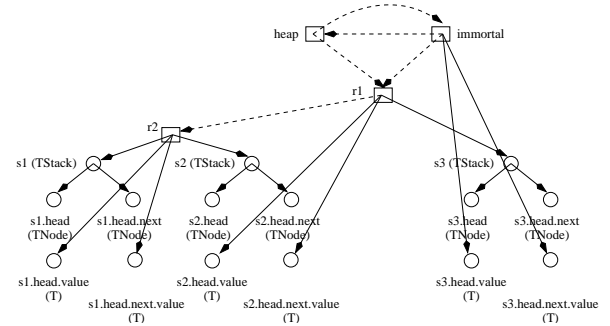 heap
<
immortal
r1
r2
s1 (TStack)
s2 (TStack)
s3 (TStack)
s1.head
(TNode)
s1.head.next
(TNode)
s2.head
(TNode)
s2.head.next
(TNode)
s3.head
(TNode)
s3.head.next
(TNode)
s1.head.value
(T)
s1.head.next.value
(T)
s2.head.value
(T)
s2.head.next.value
(T)
s3.head.value
(T)
s3.head.next.value
(T)